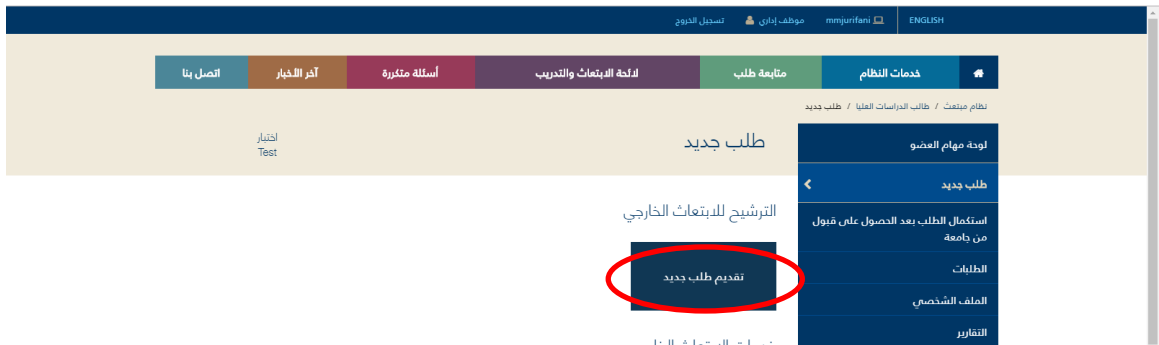 ENGLISH
mmjurifani
موظف إداري
تسجيل الخروج
خدمات النظام
متابعة طلب
لائحة الابتعاث والتدريب
أسئلة متكررة
آخر الأخبار
اتصل بنا
نظام مبتعث / طالب الدراسات العليا / طلب جديد
طلب جديد
اختبار
Test
لوحة مهام العضو
طلب جديد
استكمال الطلب بعد الحصول على قبول
من جامعة
الطلبات
الملف الشخصي
التقارير
الترشيح للابتعاث الخارجي
تقديم طلب جديد